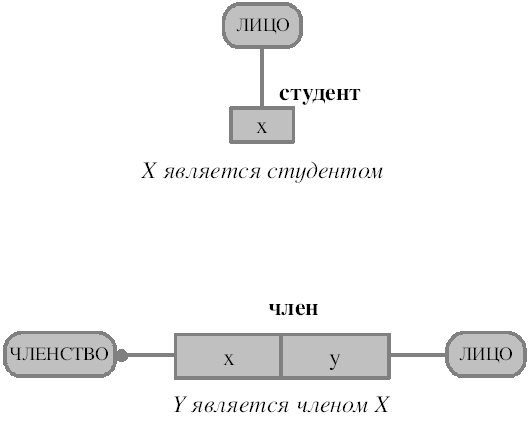 ЛИЦО
студент
x
X является студентом
член
ЧЛЕНСТВО
x
y
ЛИЦО
Y является членом X